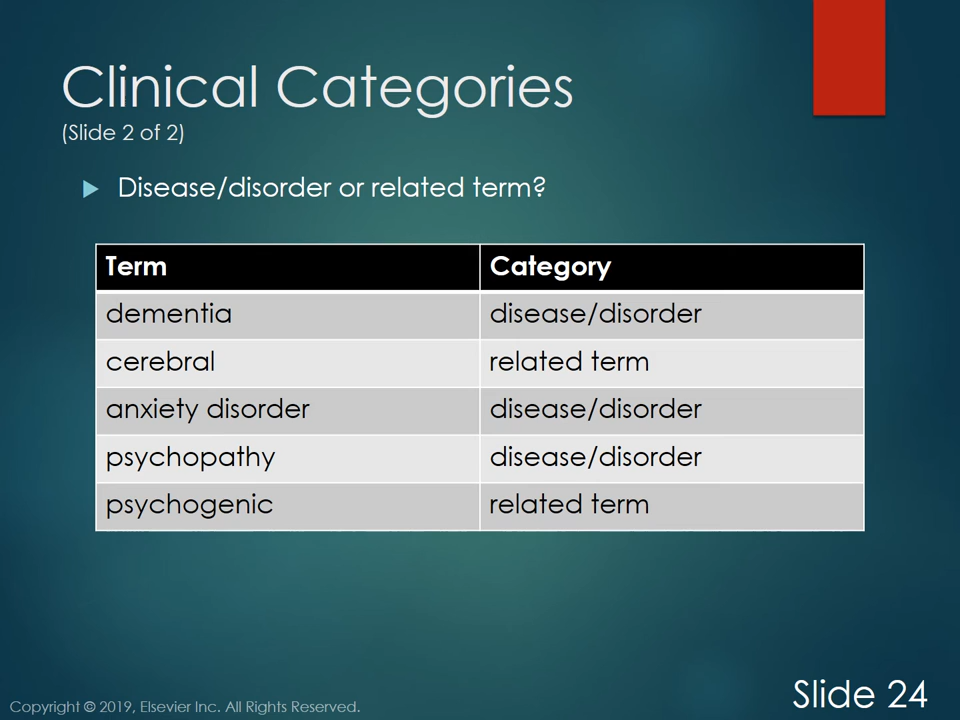 Clinical Categories
(Slide 2 of 2)
Disease/disorder or related term?
Term Category
dementia disease/disorder
cerebral related term
anxiety disorder disease/disorder
psychopathy disease/disorder
psychogenic related term
Slide 24
Copyright © 2019, Elsevier Inc. All Rights Reserved.